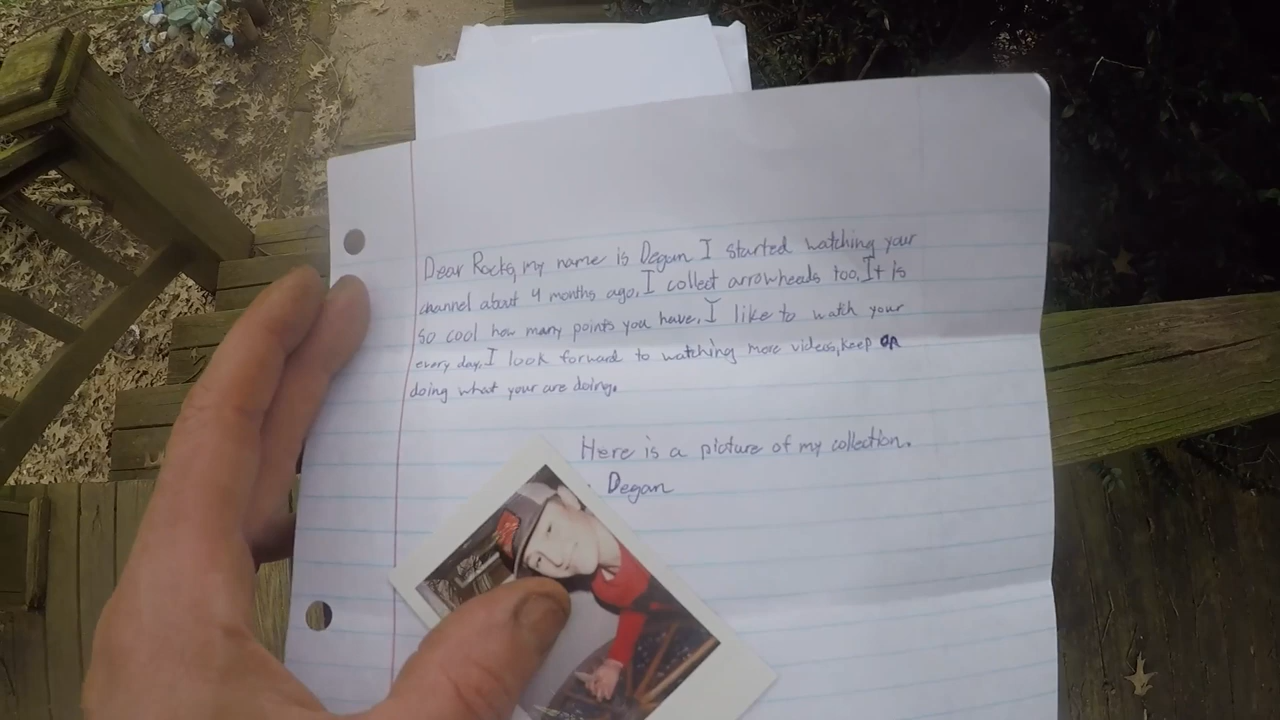 Dear Rocks, my name is Degan I started watching your
channel about 4 months ago, I collect arrowheads too, It is
so cool how many points you have, I like to watch your
every day, I look forward to watching more videos, keep on
doing what your are doing.
Here is a picture of my collection.
Degan